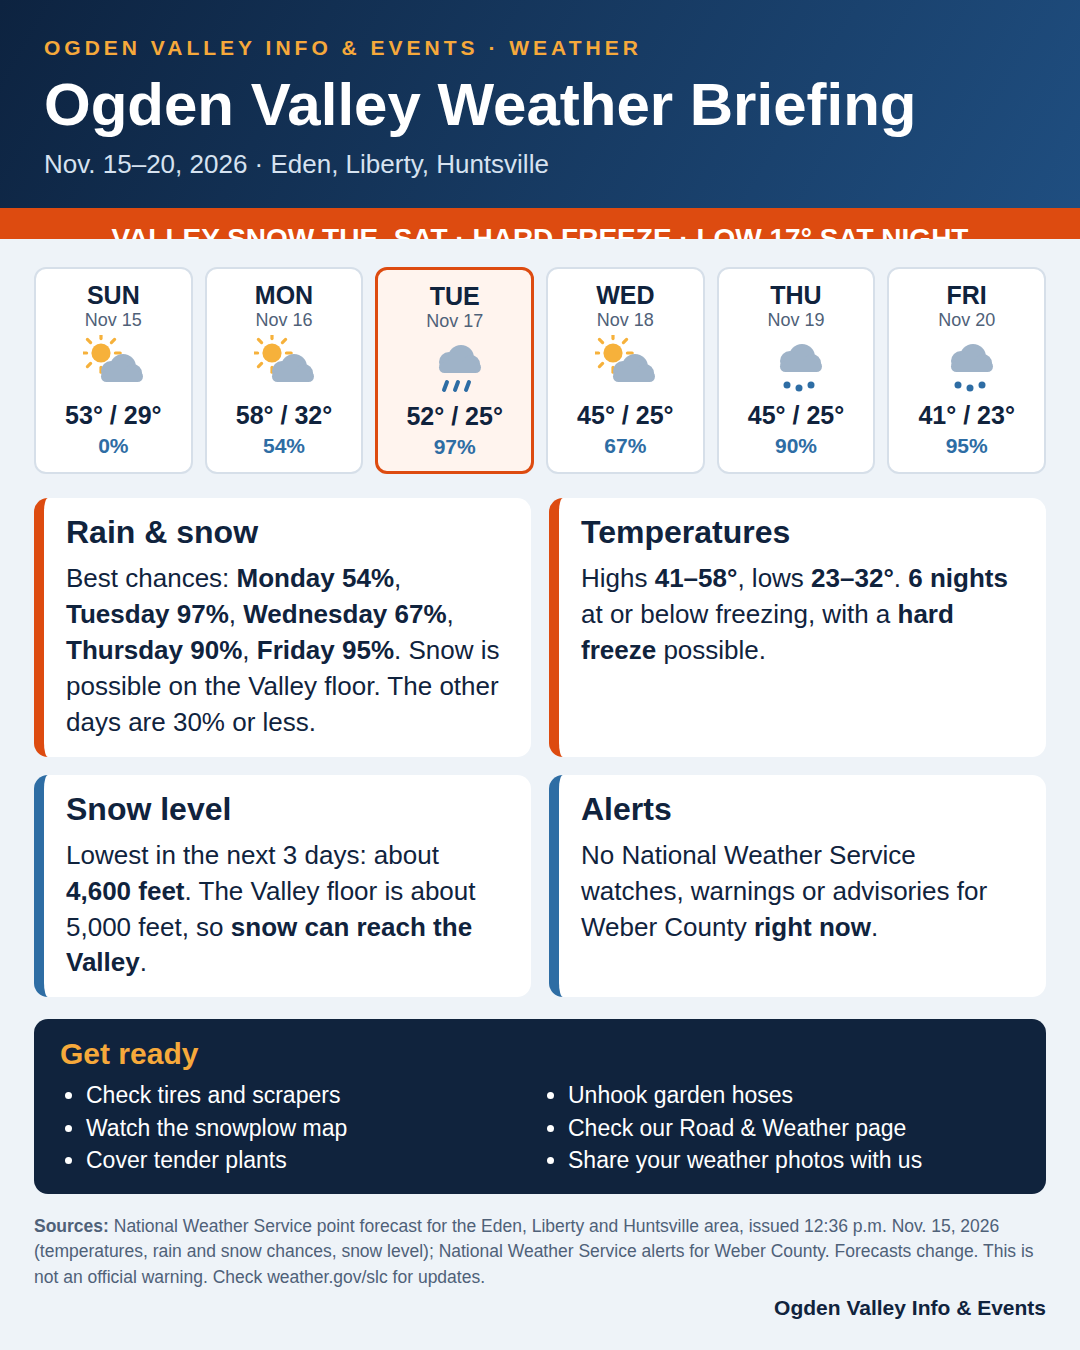 OGDEN VALLEY INFO & EVENTS · WEATHER
Ogden Valley Weather Briefing
Nov. 15–20, 2026 · Eden, Liberty, Huntsville
VALLEY SNOW TUE–SAT · HARD FREEZE · LOW 17° SAT NIGHT
SUN
Nov 15
53° / 29°
0%
MON
Nov 16
58° / 32°
54%
TUE
Nov 17
52° / 25°
97%
WED
Nov 18
45° / 25°
67%
THU
Nov 19
45° / 25°
90%
FRI
Nov 20
41° / 23°
95%
Rain & snow
Best chances: Monday 54%,
Tuesday 97%, Wednesday 67%,
Thursday 90%, Friday 95%. Snow is
possible on the Valley floor. The other
days are 30% or less.
Temperatures
Highs 41–58°, lows 23–32°. 6 nights
at or below freezing, with a hard
freeze possible.
Snow level
Lowest in the next 3 days: about
4,600 feet. The Valley floor is about
5,000 feet, so snow can reach the
Valley.
Alerts
No National Weather Service
watches, warnings or advisories for
Weber County right now.
Get ready
• Check tires and scrapers
• Watch the snowplow map
• Cover tender plants
• Unhook garden hoses
• Check our Road & Weather page
• Share your weather photos with us
Sources: National Weather Service point forecast for the Eden, Liberty and Huntsville area, issued 12:36 p.m. Nov. 15, 2026
(temperatures, rain and snow chances, snow level); National Weather Service alerts for Weber County. Forecasts change. This is
not an official warning. Check weather.gov/slc for updates.
Ogden Valley Info & Events